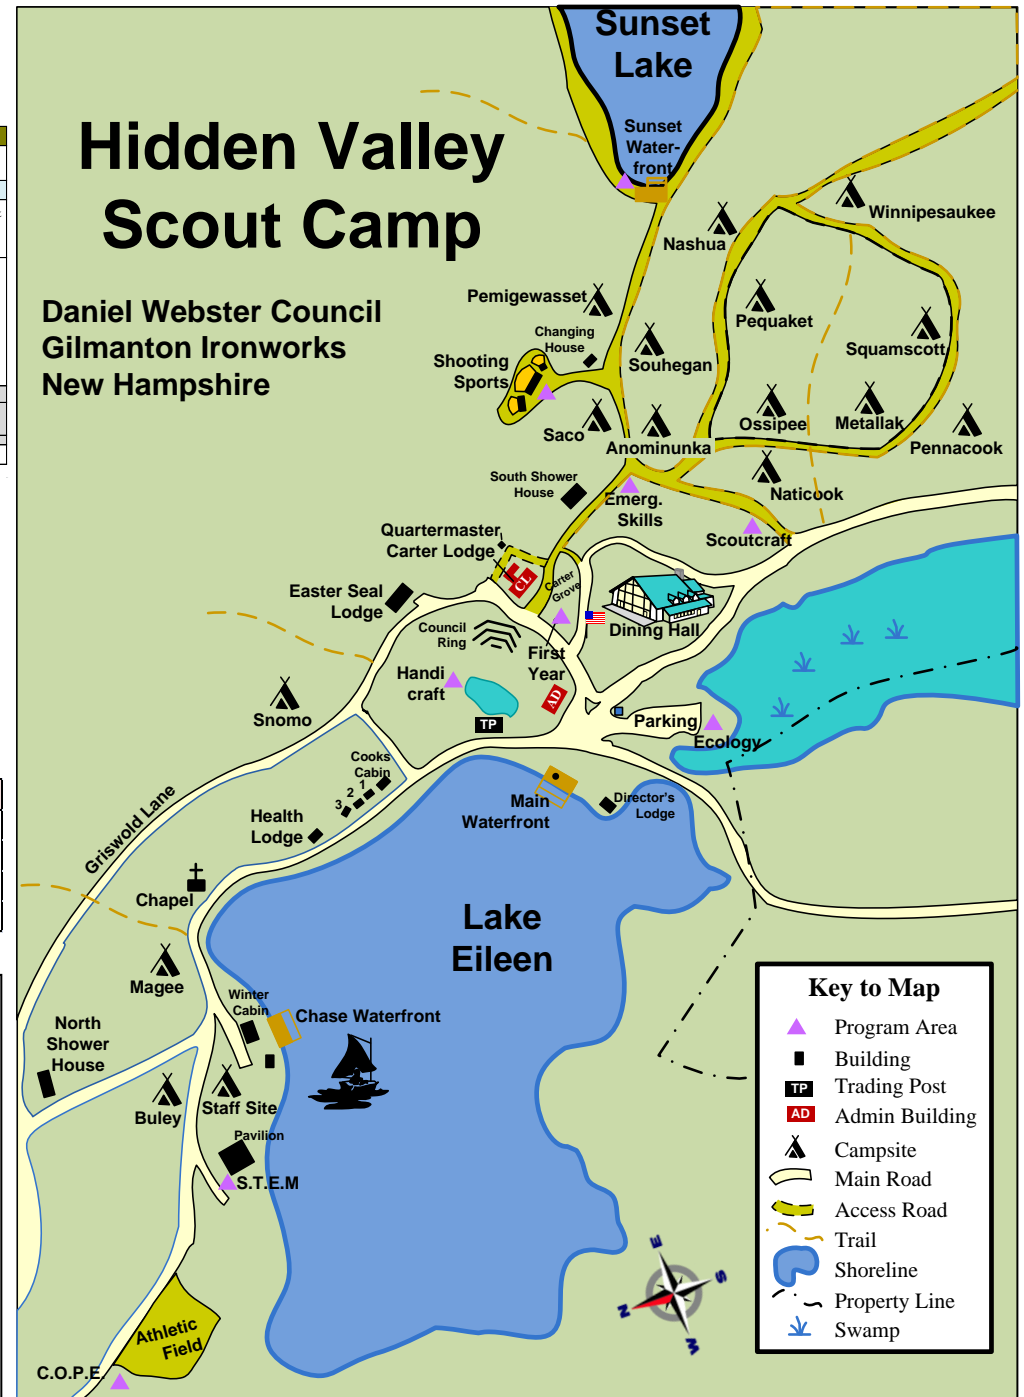 Sunset
Lake
Hidden Valley
Scout Camp
Sunset
Water-
front
Winnipesaukee
Nashua
Daniel Webster Council
Gilmanton Ironworks
New Hampshire
Pemigewasset
Pequaket
Changing
House
Squamscott
Shooting
Sports
Souhegan
Saco
Anominunka
Ossipee
Metallak
Pennacook
South Shower
House
Naticook
Emerg.
Skills
Quartermaster
Carter Lodge
Scoutcraft
CL
Carter
Grove
Easter Seal
Lodge
Council
Ring
Dining Hall
First
Year
Handi
craft
AD
TP
Snomo
Parking
Ecology
Cooks
Cabin
1
2
3
Main
Waterfront
Director's
Lodge
Griswold Lane
Health
Lodge
Chapel
Lake
Eileen
Magee
Winter
Cabin
Chase Waterfront
North
Shower
House
Buley
Staff Site
Pavilion
S.T.E.M
Athletic
Field
C.O.P.E.
E
S
N
W
Key to Map
Program Area
Building
TP Trading Post
AD Admin Building
Campsite
Main Road
Access Road
Trail
Shoreline
Property Line
Swamp